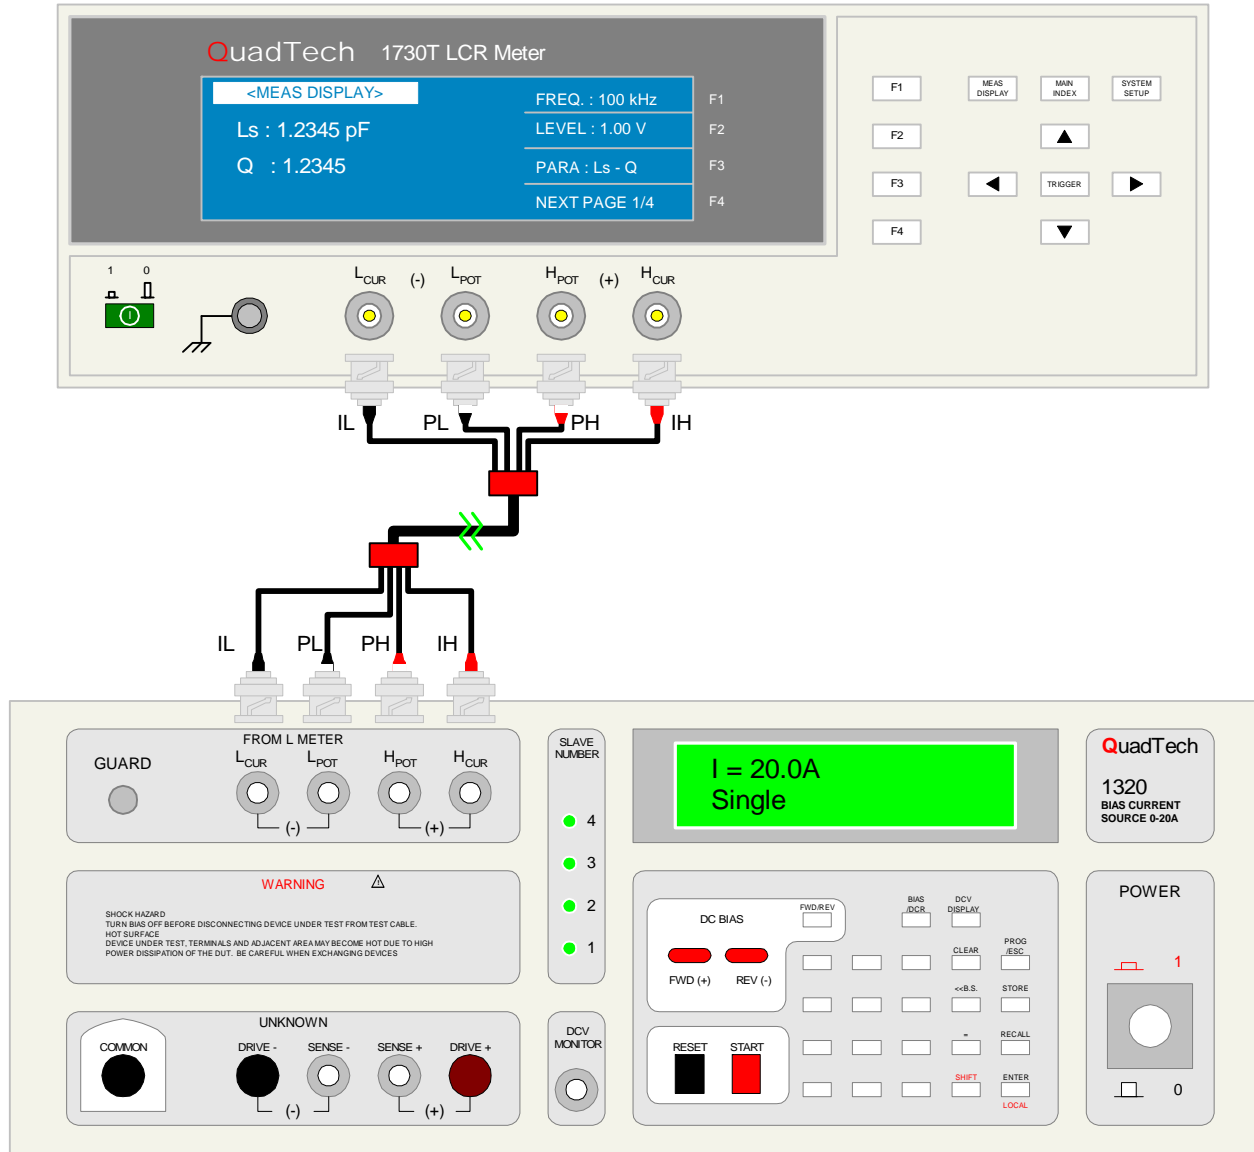 QuadTech 1730T LCR Meter
<MEAS DISPLAY>
Ls : 1.2345 pF
Q : 1.2345
FREQ. : 100 kHz
LEVEL : 1.00 V
PARA : Ls - Q
NEXT PAGE 1/4
F1
F2
F3
F4
F1
F2
F3
F4
MEAS
DISPLAY
MAIN
INDEX
SYSTEM
SETUP
TRIGGER
1 0
LCUR (-) LPOT HPOT (+) HCUR
IL PL PH IH
IL PL PH IH
FROM L METER
GUARD
LCUR LPOT HPOT HCUR
(-) (+)
WARNING
SHOCK HAZARD
TURN BIAS OFF BEFORE DISCONNECTING DEVICE UNDER TEST FROM TEST CABLE.
HOT SURFACE
DEVICE UNDER TEST, TERMINALS AND ADJACENT AREA MAY BECOME HOT DUE TO HIGH
POWER DISSIPATION OF THE DUT. BE CAREFUL WHEN EXCHANGING DEVICES
UNKNOWN
COMMON DRIVE - SENSE - SENSE + DRIVE +
(-) (+)
SLAVE
NUMBER
4
3
2
1
DCV
MONITOR
I = 20.0A
Single
QuadTech
1320
BIAS CURRENT
SOURCE 0-20A
DC BIAS
FWD (+) REV (-)
FWD/REV
BIAS
/DCR
DCV
DISPLAY
CLEAR
PROG
/ESC
<<B.S.
STORE
=
RECALL
SHIFT
ENTER
LOCAL
RESET START
POWER
1
0